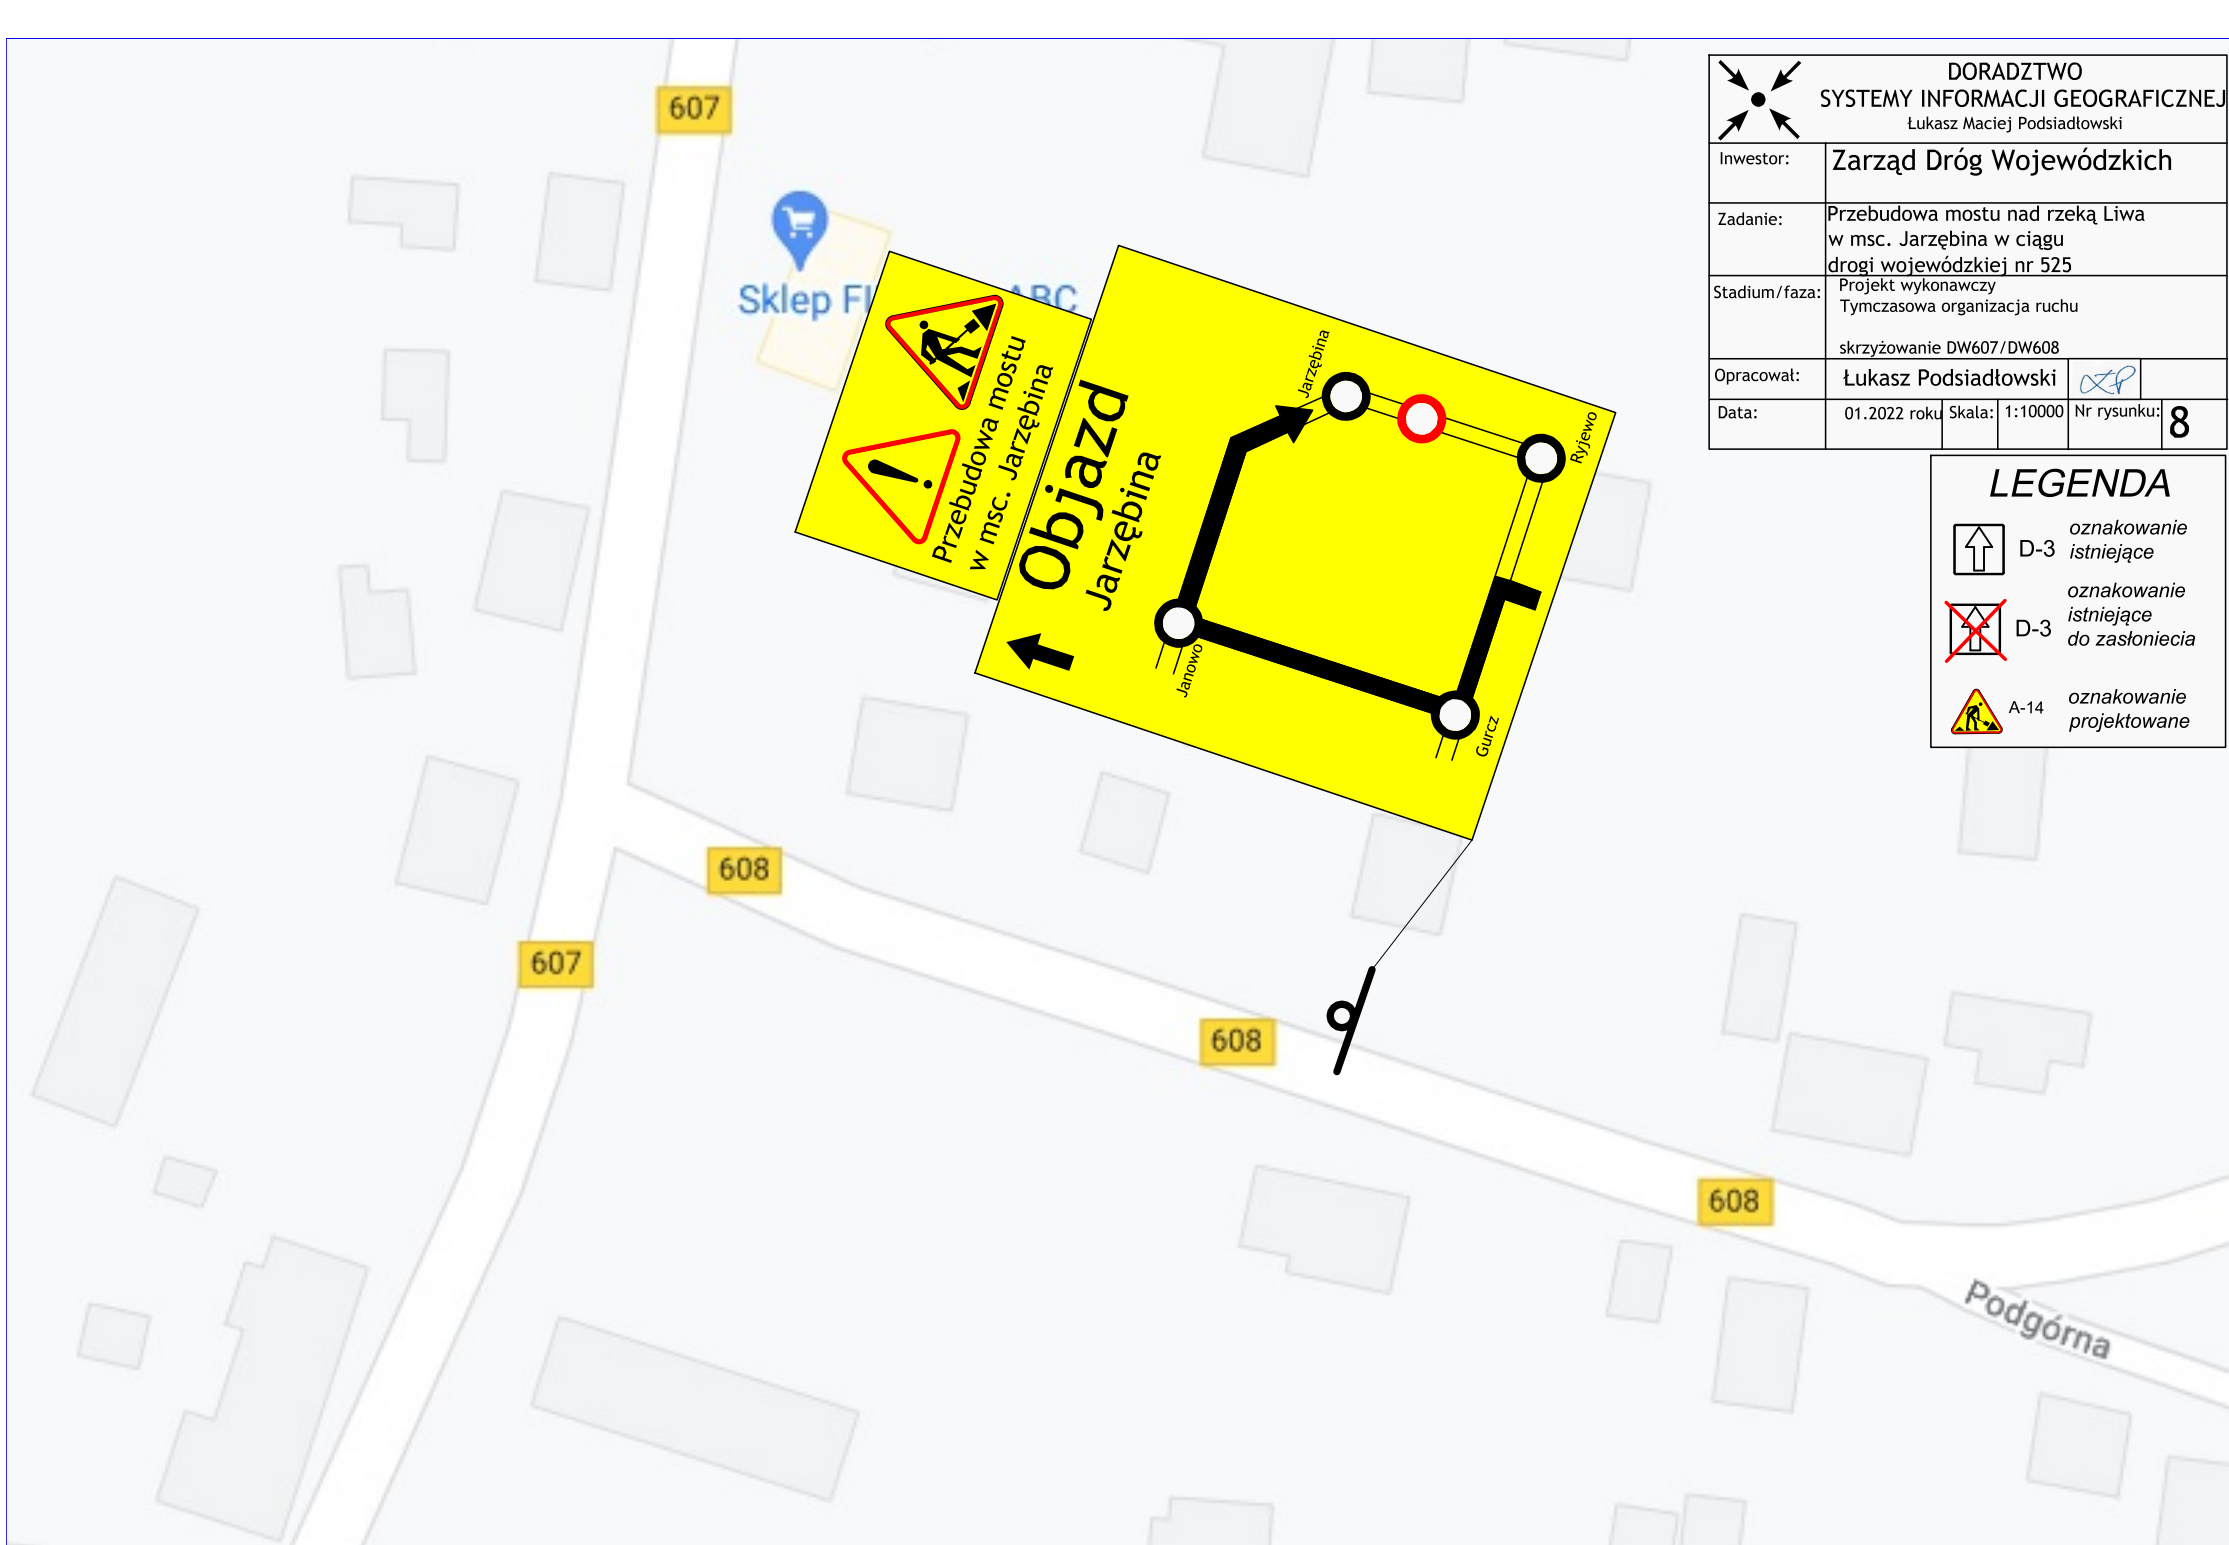 607
Sklep
ABC
Przebudowa mostu
w msc. Jarzębina
Objazd
Jarzębina
Jarzębina
Ryjewo
Janowo
Gurcz
608
607
608
608
Podgórna
DORADZTWO
SYSTEMY INFORMACJI GEOGRAFICZNEJ
Łukasz Maciej Podsiadłowski
Inwestor: Zarząd Dróg Wojewódzkich
Zadanie: Przebudowa mostu nad rzeką Liwa
w msc. Jarzębina w ciągu
drogi wojewódzkiej nr 525
Stadium/faza: Projekt wykonawczy
Tymczasowa organizacja ruchu
skrzyżowanie DW607/DW608
Opracował: Łukasz Podsiadłowski
Data: 01.2022 roku Skala: 1:10000 Nr rysunku: 8
LEGENDA
D-3 oznakowanie
istniejące
D-3 oznakowanie
istniejące
do zasłoniecia
A-14 oznakowanie
projektowane